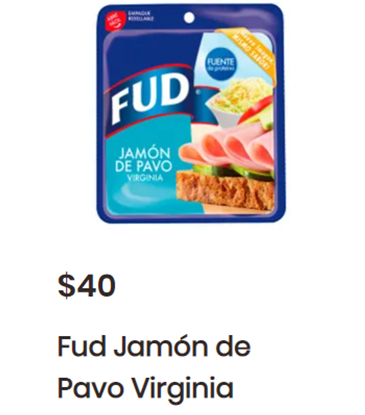 EMPAQUE
RESELLABLE
FUENTE
de proteína
FUD
JAMÓN
DE PAVO
VIRGINIA
$40
Fud Jamón de
Pavo Virginia